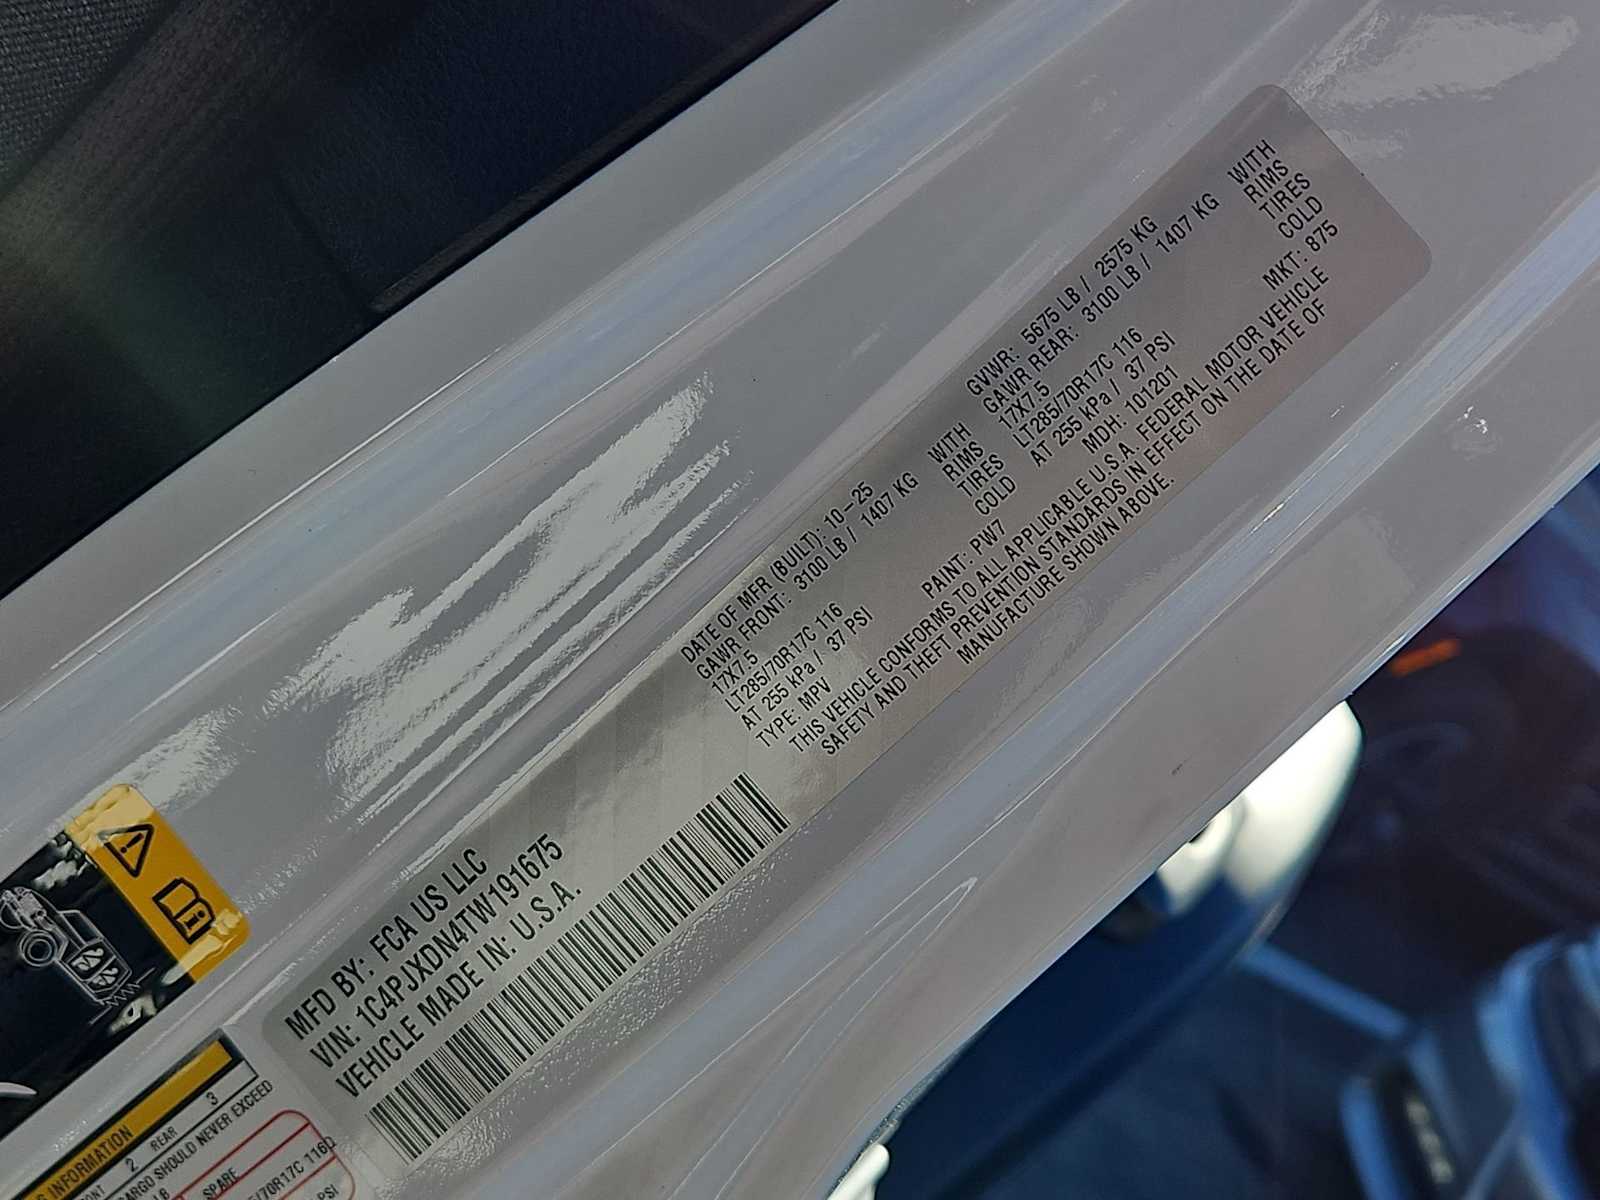 MFD BY: FCA US LLC
VIN: 1C4PJXDN4TW191675
VEHICLE MADE IN: U.S.A.
DATE OF MFR (BUILT): 10-25 GVWR: 5675 LB / 2575 KG
GAWR FRONT: 3100 LB / 1407 KG WITH GAWR REAR: 3100 LB / 1407 KG WITH
17X7.5 RIMS 17X7.5 RIMS
LT285/70R17C 116 TIRES LT285/70R17C 116 TIRES
AT 255 kPa / 37 PSI COLD AT 255 kPa / 37 PSI COLD
TYPE: MPV PAINT: PW7 MDH: 101201 MKT: 875
THIS VEHICLE CONFORMS TO ALL APPLICABLE U.S.A. FEDERAL MOTOR VEHICLE
SAFETY AND THEFT PREVENTION STANDARDS IN EFFECT ON THE DATE OF
MANUFACTURE SHOWN ABOVE.
INFORMATION
2 REAR 3
CARGO SHOULD NEVER EXCEED
SPARE
/70R17C 116Q
PSI